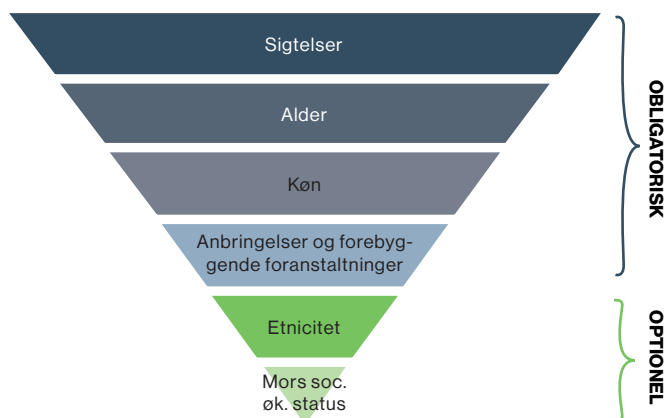 Sigtelser
Alder
Køn
Anbringelser og forebyg-
gende foranstaltninger
Etnicitet
Mors soc.
øk. status
OBLIGATORISK
OPTIONEL